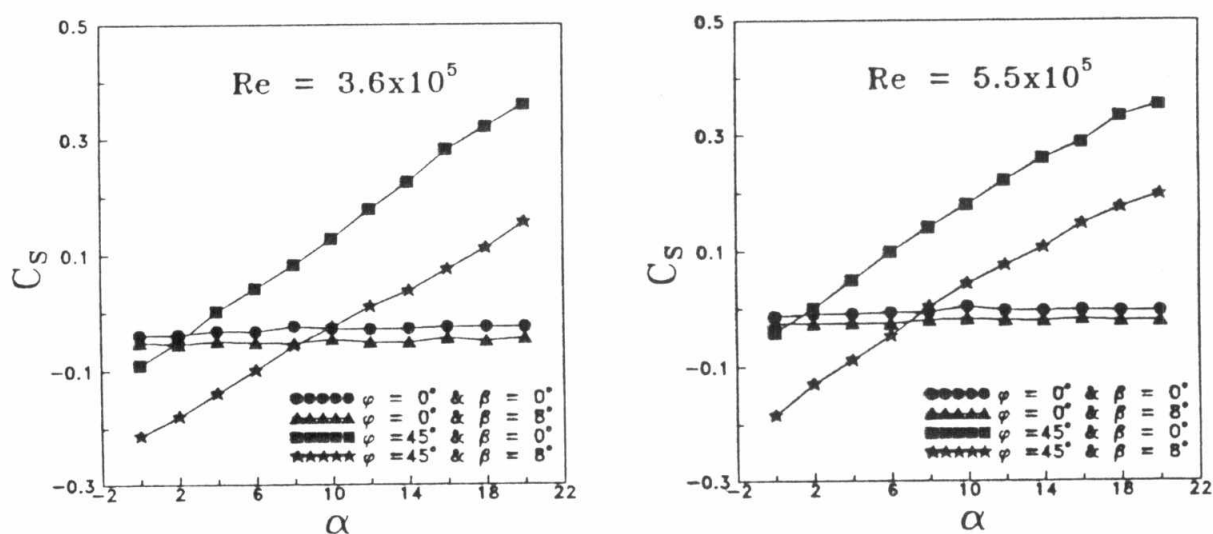 0.5
0.3
0.1
-0.1
-0.3
Cs
Re = 3.6x10⁵
φ = 0° & β = 0°
φ = 0° & β = 8°
φ =45° & β = 0°
φ =45° & β = 8°
-2 2 6 10 14 18 22
α
0.5
0.3
0.1
-0.1
-0.3
Cs
Re = 5.5x10⁵
φ = 0° & β = 0°
φ = 0° & β = 8°
φ =45° & β = 0°
φ =45° & β = 8°
-2 2 6 10 14 18 22
α